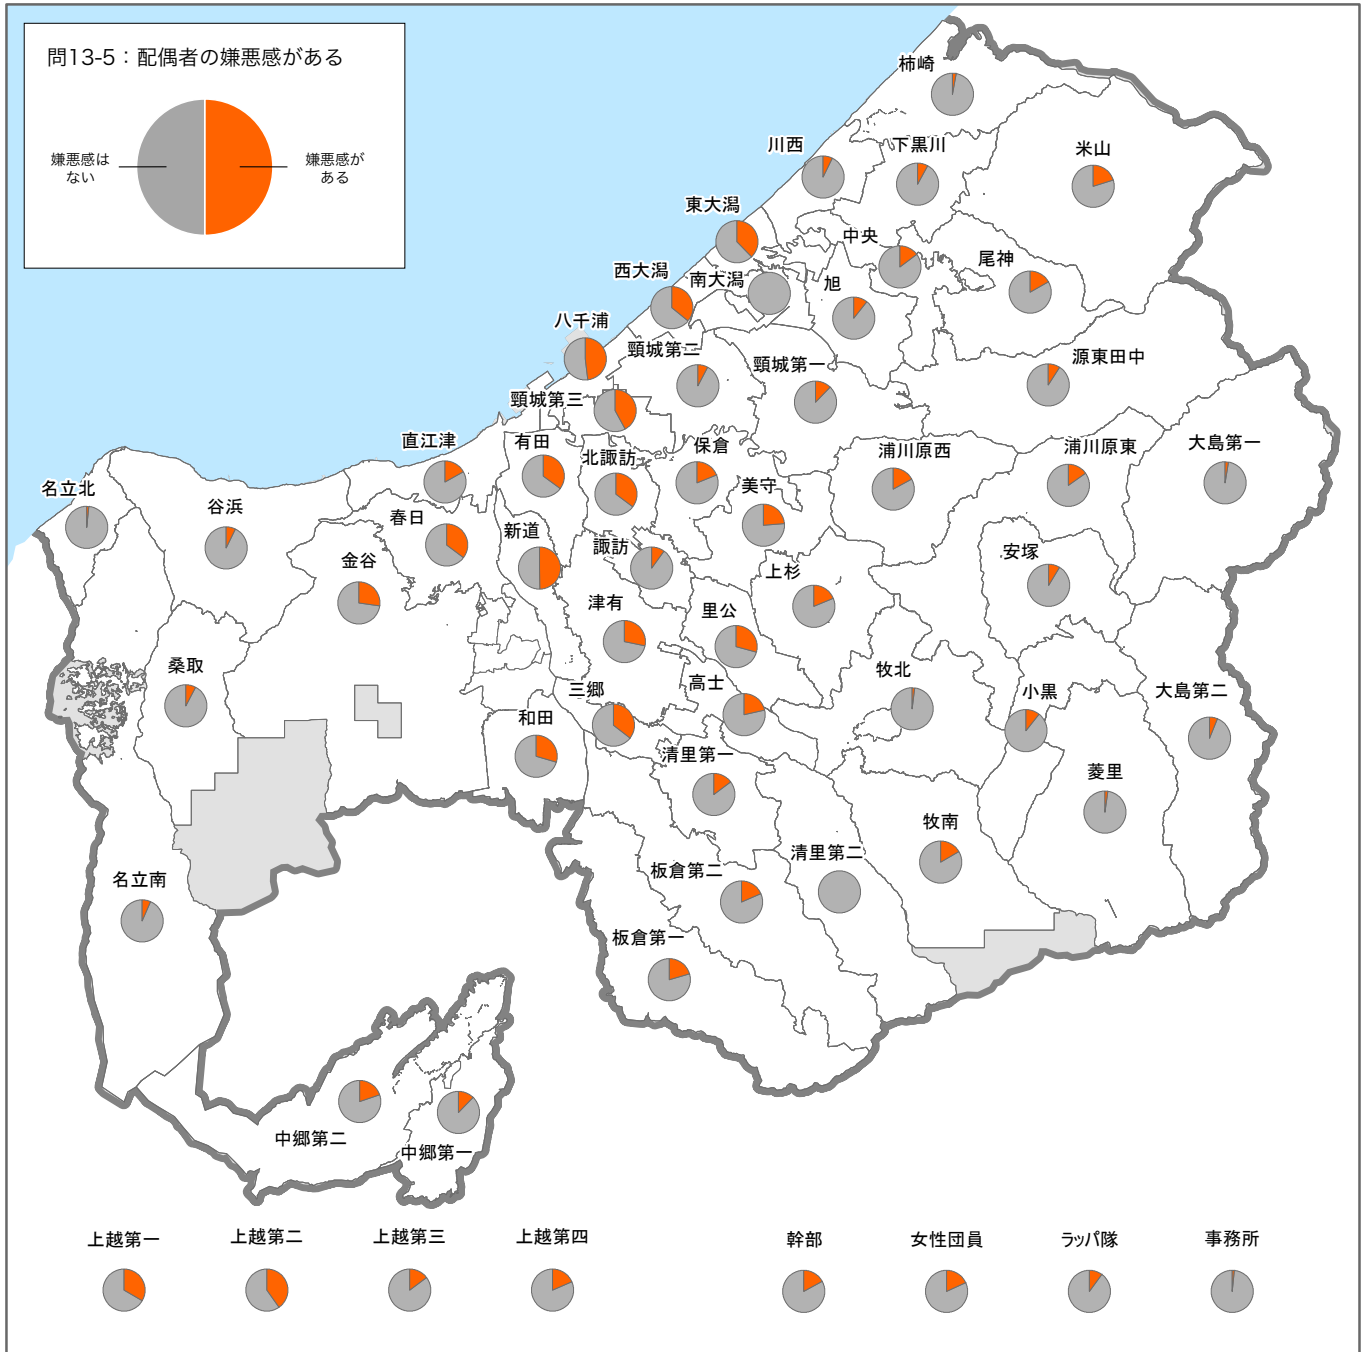 問13-5：配偶者の嫌悪感がある
嫌悪感は
ない
嫌悪感が
ある
柿崎
川西
下黒川
米山
東大潟
中央
尾神
西大潟
南大潟
旭
八千浦
頸城第二
頸城第一
源東田中
頸城第三
直江津
有田
北諏訪
保倉
浦川原西
浦川原東
大島第一
名立北
谷浜
春日
新道
美守
金谷
諏訪
上杉
安塚
津有
里公
桑取
三郷
高士
牧北
小黒
大島第二
和田
清里第一
菱里
牧南
名立南
板倉第二
清里第二
板倉第一
中郷第二
中郷第一
上越第一
上越第二
上越第三
上越第四
幹部
女性団員
ラッパ隊
事務所